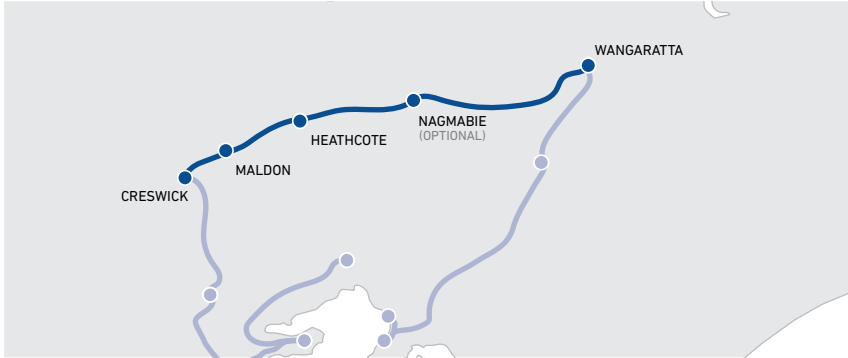 WANGARATTA
NAGMABIE
(OPTIONAL)
HEATHCOTE
MALDON
CRESWICK